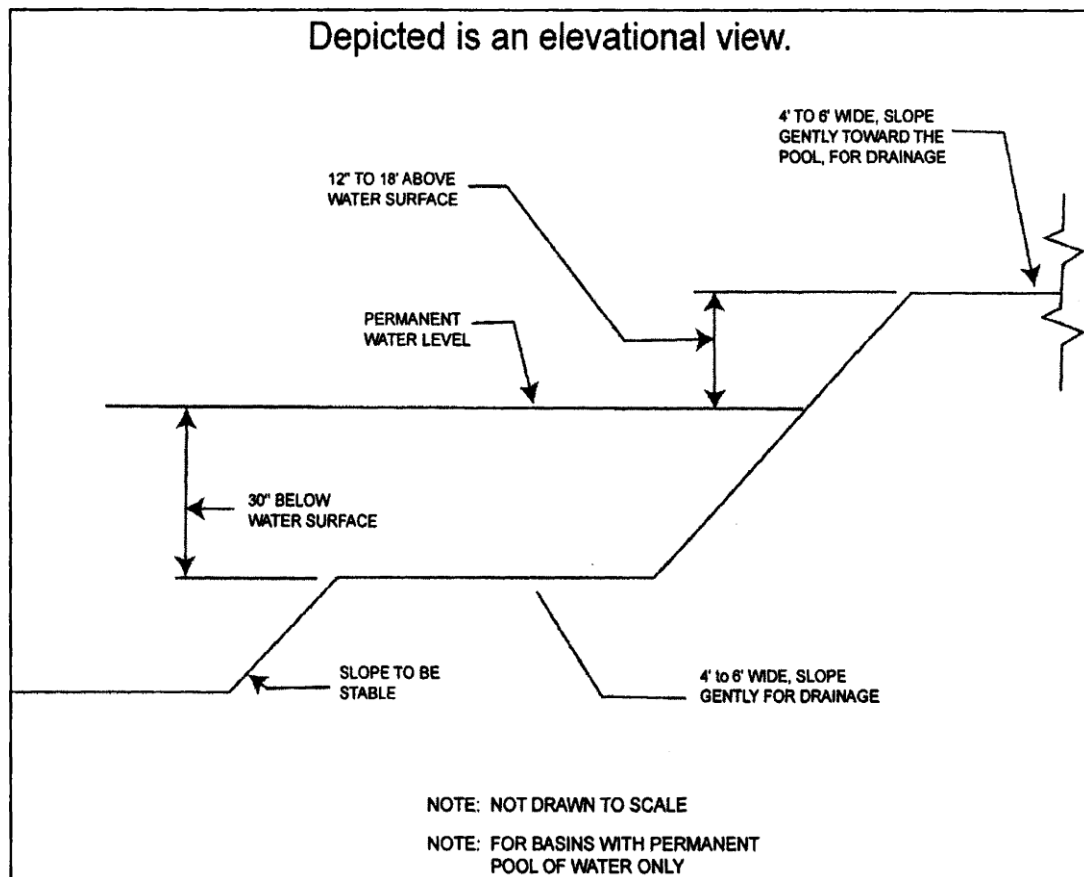 Depicted is an elevational view.
4' TO 6' WIDE, SLOPE
GENTLY TOWARD THE
POOL, FOR DRAINAGE
12" TO 18' ABOVE
WATER SURFACE
PERMANENT
WATER LEVEL
30" BELOW
WATER SURFACE
SLOPE TO BE
STABLE
4' to 6' WIDE, SLOPE
GENTLY FOR DRAINAGE
NOTE: NOT DRAWN TO SCALE
NOTE: FOR BASINS WITH PERMANENT
POOL OF WATER ONLY